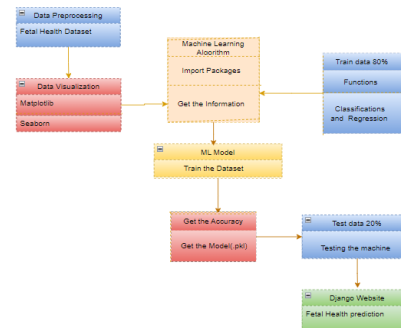 Data Preprocessing
Fetal Health Dataset
Machine Learning
Algorithm
Import Packages
Get the Information
Train data 80%
Functions
Classifications
and Regression
Data Visualization
Matplotlib
Seaborn
ML Model
Train the Dataset
Get the Accuracy
Get the Model(.pkl)
Test data 20%
Testing the machine
Django Website
Fetal Health prediction